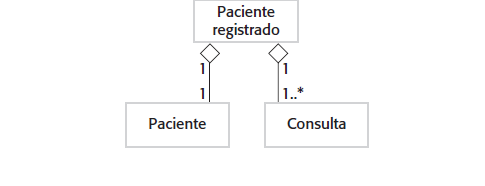 Paciente
registrado
1 1
1 1..*
Paciente Consulta